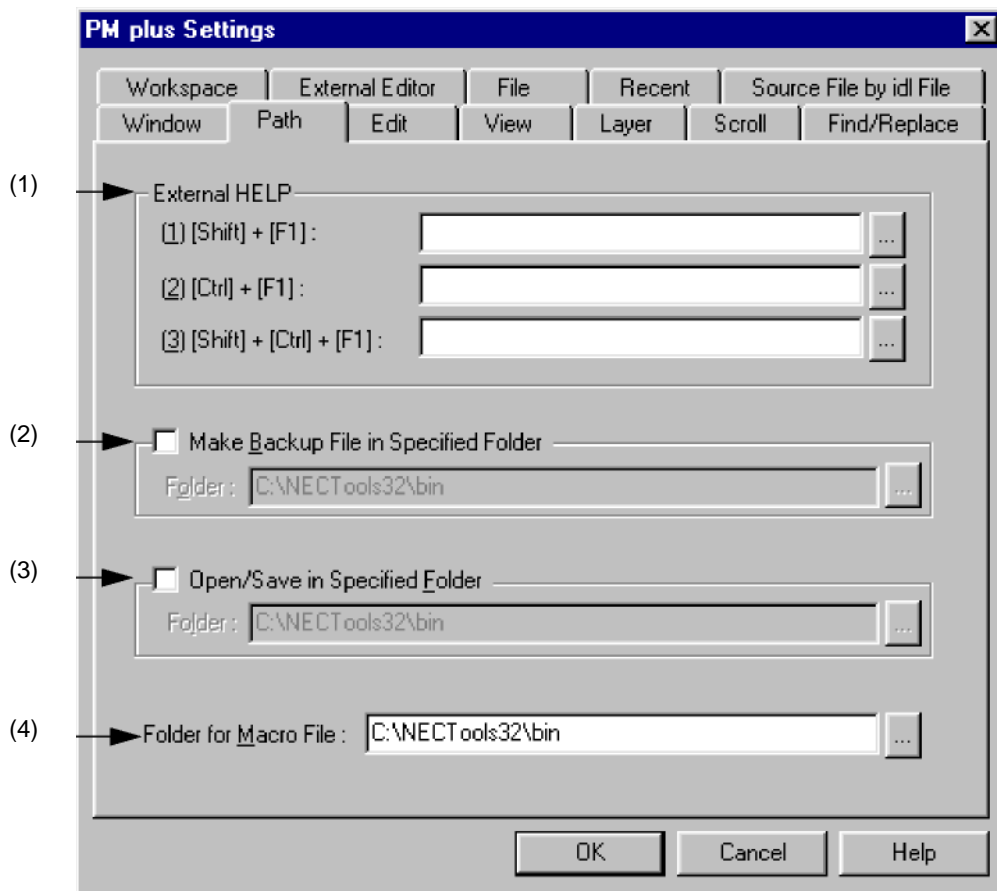 PM plus Settings
Workspace External Editor File Recent Source File by idl File
Window Path Edit View Layer Scroll Find/Replace
(1)
External HELP
(1) [Shift] + [F1] : ...
(2) [Ctrl] + [F1] : ...
(3) [Shift] + [Ctrl] + [F1] : ...
(2)
Make Backup File in Specified Folder
Folder : C:\NECTools32\bin ...
(3)
Open/Save in Specified Folder
Folder : C:\NECTools32\bin ...
(4)
Folder for Macro File : C:\NECTools32\bin ...
OK Cancel Help